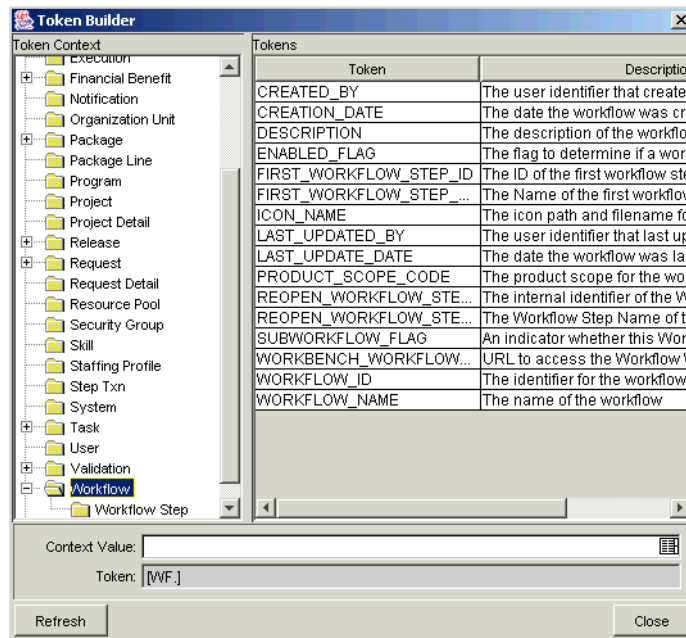 Token Builder
Token Context
Execution
Financial Benefit
Notification
Organization Unit
Package
Package Line
Program
Project
Project Detail
Release
Request
Request Detail
Resource Pool
Security Group
Skill
Staffing Profile
Step Txn
System
Task
User
Validation
Workflow
Workflow Step
Tokens
Token Descriptio
CREATED_BY The user identifier that create
CREATION_DATE The date the workflow was cr
DESCRIPTION The description of the workflo
ENABLED_FLAG The flag to determine if a wor
FIRST_WORKFLOW_STEP_ID The ID of the first workflow ste
FIRST_WORKFLOW_STEP_... The Name of the first workflow
ICON_NAME The icon path and filename fo
LAST_UPDATED_BY The user identifier that last up
LAST_UPDATE_DATE The date the workflow was la
PRODUCT_SCOPE_CODE The product scope for the wo
REOPEN_WORKFLOW_STE... The internal identifier of the W
REOPEN_WORKFLOW_STE... The Workflow Step Name of t
SUBWORKFLOW_FLAG An indicator whether this Wor
WORKBENCH_WORKFLOW... URL to access the Workflow W
WORKFLOW_ID The identifier for the workflow
WORKFLOW_NAME The name of the workflow
Context Value:
Token: [WF.]
Refresh Close